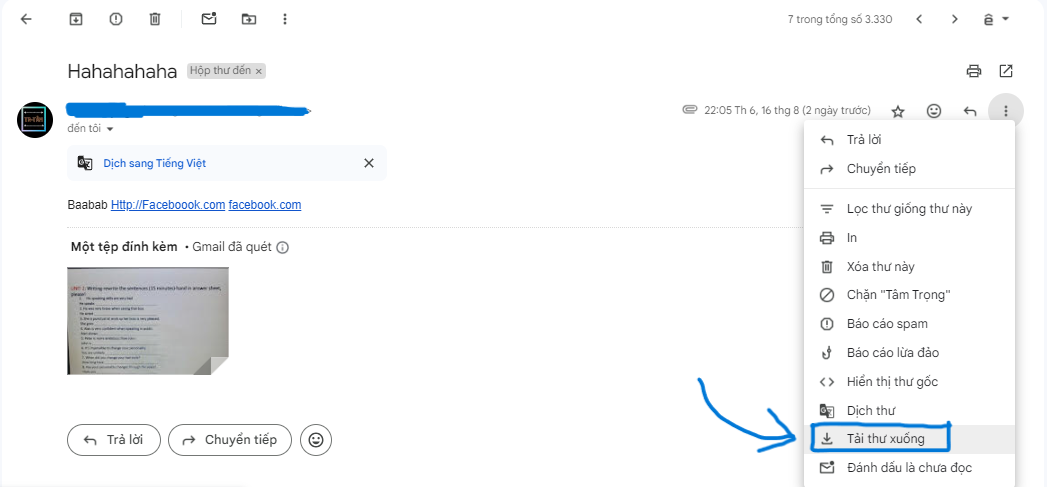 7 trong tổng số 3.330
Hahahahaha Hộp thư đến ×
22:05 Th 6, 16 thg 8 (2 ngày trước)
đến tôi
Dịch sang Tiếng Việt
Baabab Http://Faceboook.com facebook.com
Một tệp đính kèm • Gmail đã quét
Trả lời
Chuyển tiếp
Trả lời
Chuyển tiếp
Lọc thư giống thư này
In
Xóa thư này
Chặn "Tâm Trọng"
Báo cáo spam
Báo cáo lừa đảo
Hiển thị thư gốc
Dịch thư
Tải thư xuống
Đánh dấu là chưa đọc